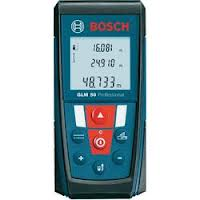 BOSCH
16.081 m
24.910 m
48.733 m
GLM 50 Professional